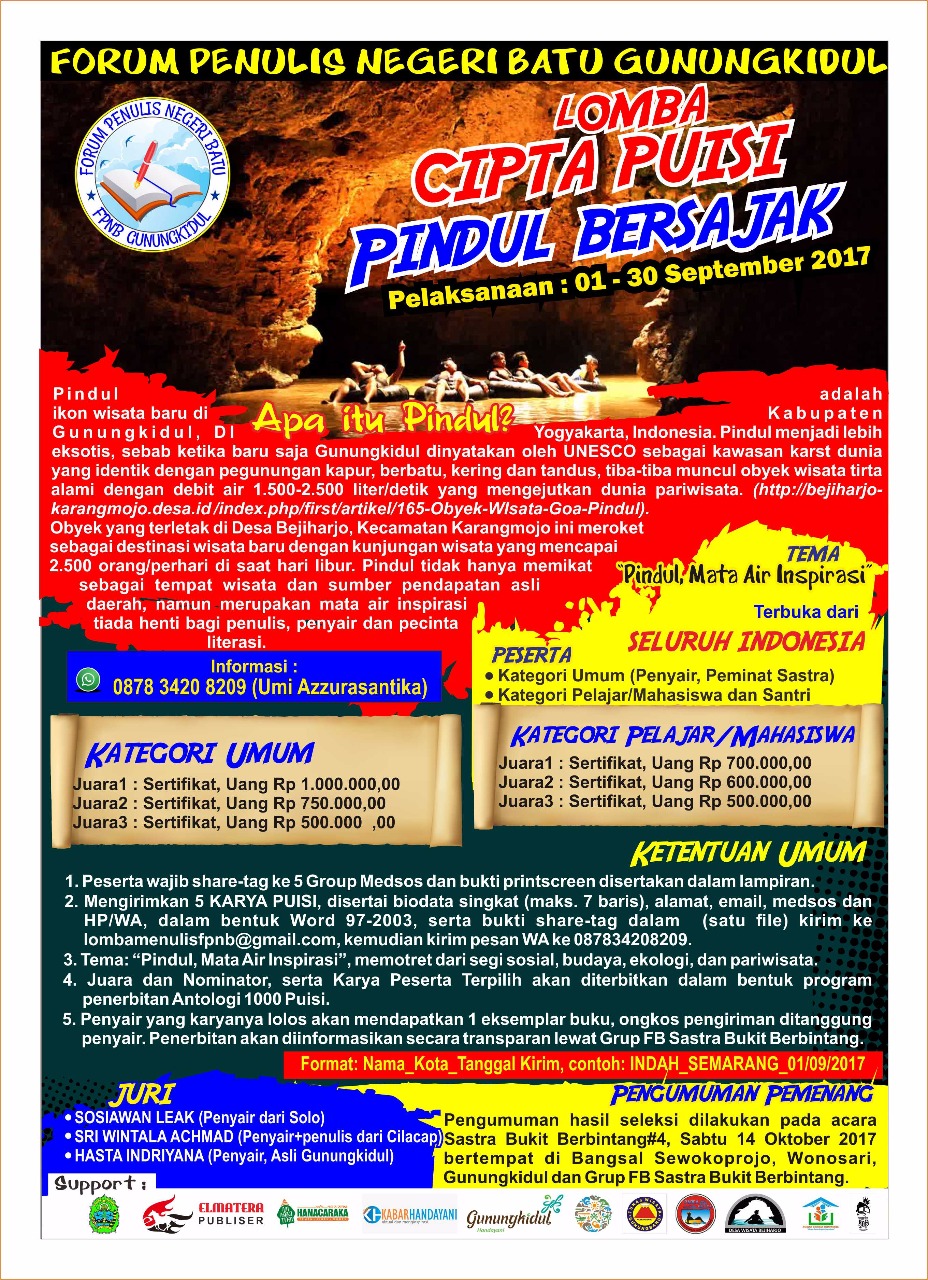 FORUM PENULIS NEGERI BATU GUNUNGKIDUL
FORUM PENULIS NEGERI BATU
FPNB GUNUNGKIDUL
LOMBA
CIPTA PUISI
PINDUL BERSAJAK
Pelaksanaan : 01 - 30 September 2017
Apa itu Pindul?
Pindul adalah
ikon wisata baru di Kabupaten
Gunungkidul, DI Yogyakarta, Indonesia. Pindul menjadi lebih
eksotis, sebab ketika baru saja Gunungkidul dinyatakan oleh UNESCO sebagai kawasan karst dunia
yang identik dengan pegunungan kapur, berbatu, kering dan tandus, tiba-tiba muncul obyek wisata tirta
alami dengan debit air 1.500-2.500 liter/detik yang mengejutkan dunia pariwisata. (http://bejiharjo-
karangmojo.desa.id/index.php/first/artikel/165-Obyek-WIsata-Goa-Pindul).
Obyek yang terletak di Desa Bejiharjo, Kecamatan Karangmojo ini meroket
sebagai destinasi wisata baru dengan kunjungan wisata yang mencapai
2.500 orang/perhari di saat hari libur. Pindul tidak hanya memikat
sebagai tempat wisata dan sumber pendapatan asli
daerah, namun merupakan mata air inspirasi
tiada henti bagi penulis, penyair dan pecinta
literasi.
TEMA
"Pindul, Mata Air Inspirasi"
Terbuka dari
SELURUH INDONESIA
PESERTA
• Kategori Umum (Penyair, Peminat Sastra)
• Kategori Pelajar/Mahasiswa dan Santri
Informasi :
0878 3420 8209 (Umi Azzurasantika)
KATEGORI UMUM
Juara1 : Sertifikat, Uang Rp 1.000.000,00
Juara2 : Sertifikat, Uang Rp 750.000,00
Juara3 : Sertifikat, Uang Rp 500.000 ,00
KATEGORI PELAJAR/MAHASISWA
Juara1 : Sertifikat, Uang Rp 700.000,00
Juara2 : Sertifikat, Uang Rp 600.000,00
Juara3 : Sertifikat, Uang Rp 500.000,00
KETENTUAN UMUM
1. Peserta wajib share-tag ke 5 Group Medsos dan bukti printscreen disertakan dalam lampiran.
2. Mengirimkan 5 KARYA PUISI, disertai biodata singkat (maks. 7 baris), alamat, email, medsos dan
HP/WA, dalam bentuk Word 97-2003, serta bukti share-tag dalam (satu file) kirim ke
lombamenulisfpnb@gmail.com, kemudian kirim pesan WA ke 087834208209.
3. Tema: “Pindul, Mata Air Inspirasi”, memotret dari segi sosial, budaya, ekologi, dan pariwisata.
4. Juara dan Nominator, serta Karya Peserta Terpilih akan diterbitkan dalam bentuk program
penerbitan Antologi 1000 Puisi.
5. Penyair yang karyanya lolos akan mendapatkan 1 eksemplar buku, ongkos pengiriman ditanggung
penyair. Penerbitan akan diinformasikan secara transparan lewat Grup FB Sastra Bukit Berbintang.
Format: Nama_Kota_Tanggal Kirim, contoh: INDAH_SEMARANG_01/09/2017
JURI
• SOSIAWAN LEAK (Penyair dari Solo)
• SRI WINTALA ACHMAD (Penyair+penulis dari Cilacap)
• HASTA INDRIYANA (Penyair, Asli Gunungkidul)
PENGUMUMAN PEMENANG
Pengumuman hasil seleksi dilakukan pada acara
Sastra Bukit Berbintang#4, Sabtu 14 Oktober 2017
bertempat di Bangsal Sewokoprojo, Wonosari,
Gunungkidul dan Grup FB Sastra Bukit Berbintang.
Support :
ELMATERA
PUBLISER
HANACARAKA
KABARHANDAYANI
Gunungkidul
Handayani
DESA WISATA BEJIHARJO